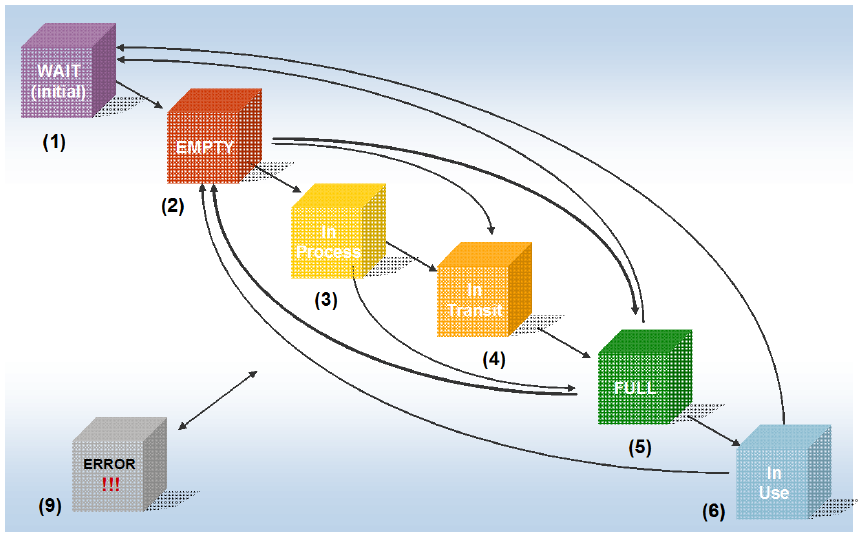 WAIT
(initial)
(1)
EMPTY
(2)
In
Process
(3)
In
Transit
(4)
FULL
(5)
In
Use
(6)
ERROR
!!!
(9)